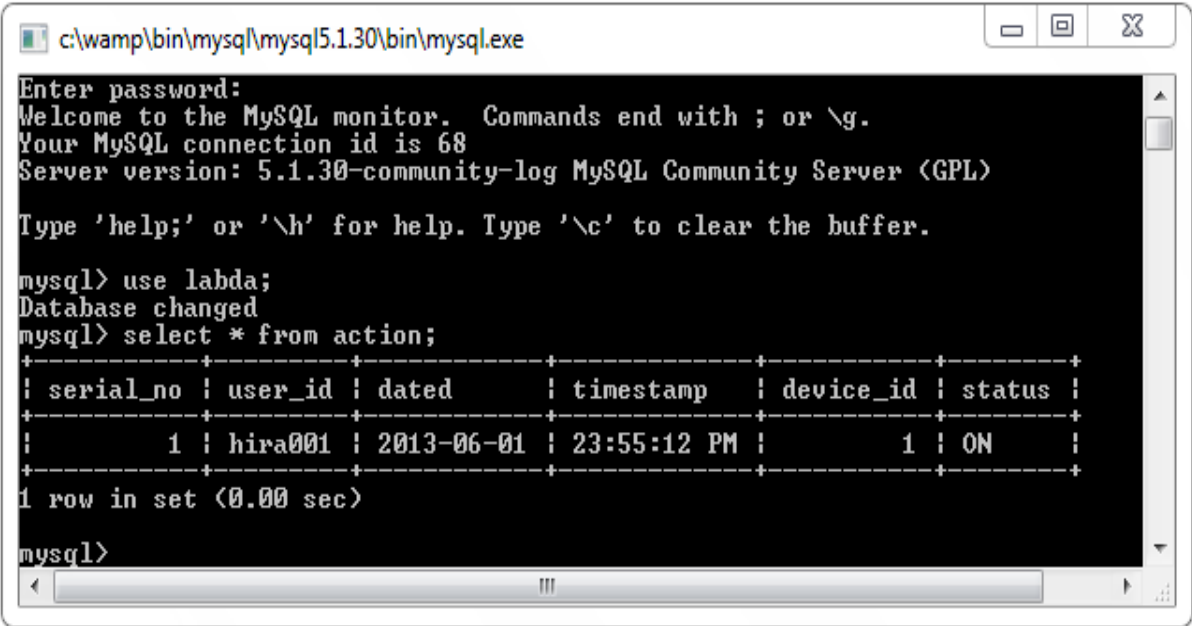 c:\wamp\bin\mysql\mysql5.1.30\bin\mysql.exe
Enter password:
Welcome to the MySQL monitor.  Commands end with ; or \g.
Your MySQL connection id is 68
Server version: 5.1.30-community-log MySQL Community Server (GPL)
Type 'help;' or '\h' for help. Type '\c' to clear the buffer.
mysql> use labda;
Database changed
mysql> select * from action;
+-----------+---------+------------+-------------+-----------+--------+
| serial_no | user_id | dated      | timestamp   | device_id | status |
+-----------+---------+------------+-------------+-----------+--------+
|         1 | hira001 | 2013-06-01 | 23:55:12 PM |         1 | ON     |
+-----------+---------+------------+-------------+-----------+--------+
1 row in set (0.00 sec)
mysql>